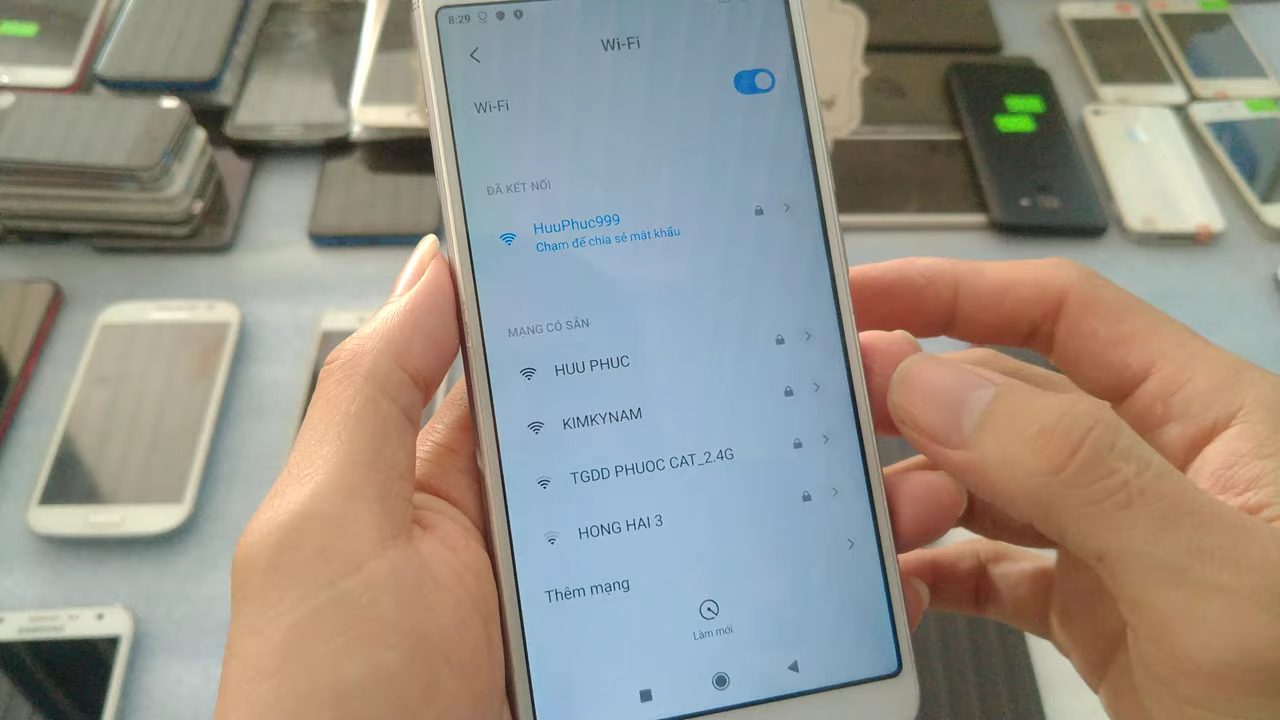 8:29
Wi-Fi
Wi-Fi
ĐÃ KẾT NỐI
HuuPhuc999
Chạm để chia sẻ mật khẩu
MẠNG CÓ SẴN
HUU PHUC
KIMKYNAM
TGDD PHUOC CAT_2.4G
HONG HAI 3
Thêm mạng
Làm mới
SAMSUNG